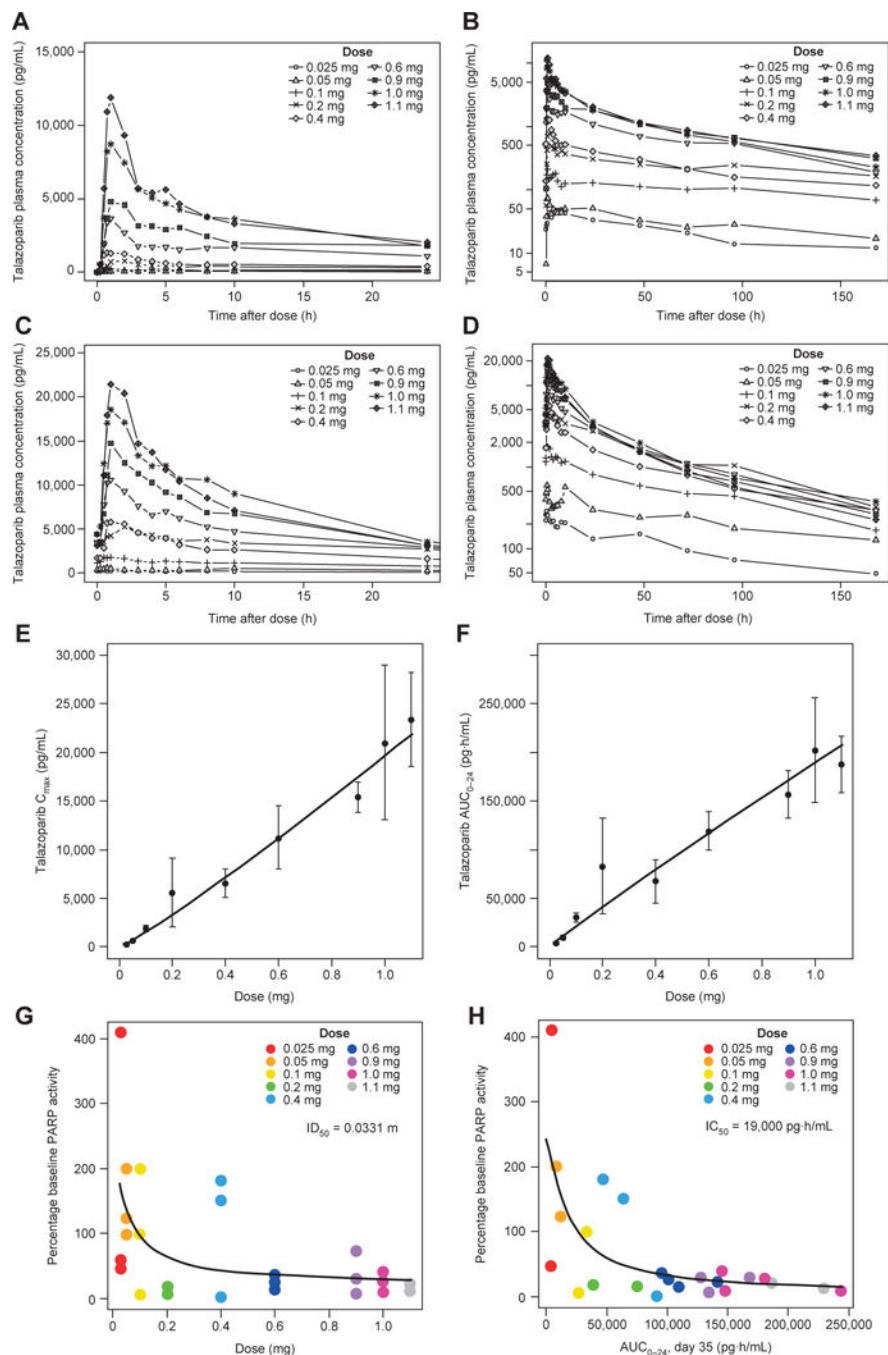 A
Talazoparib plasma concentration (pg/mL)
15,000
10,000
5,000
0
Dose
0.025 mg
0.05 mg
0.1 mg
0.2 mg
0.4 mg
0.6 mg
0.9 mg
1.0 mg
1.1 mg
0 5 10 20
Time after dose (h)
B
Talazoparib plasma concentration (pg/mL)
5,000
500
50
10
5
Dose
0.025 mg
0.05 mg
0.1 mg
0.2 mg
0.4 mg
0.6 mg
0.9 mg
1.0 mg
1.1 mg
0 50 100 150
Time after dose (h)
C
Talazoparib plasma concentration (pg/mL)
25,000
20,000
15,000
10,000
5,000
0
Dose
0.025 mg
0.05 mg
0.1 mg
0.2 mg
0.4 mg
0.6 mg
0.9 mg
1.0 mg
1.1 mg
0 5 10 20
Time after dose (h)
D
Talazoparib plasma concentration (pg/mL)
20,000
5,000
2,000
500
100
50
Dose
0.025 mg
0.05 mg
0.1 mg
0.2 mg
0.4 mg
0.6 mg
0.9 mg
1.0 mg
1.1 mg
0 50 100 150
Time after dose (h)
E
Talazoparib Cmax (pg/mL)
30,000
25,000
20,000
15,000
10,000
5,000
0
0 0.2 0.4 0.6 0.8 1.0
Dose (mg)
F
Talazoparib AUC0–24 (pg·h/mL)
250,000
150,000
50,000
0
0 0.2 0.4 0.6 0.8 1.0
Dose (mg)
G
Percentage baseline PARP activity
400
300
200
100
0
Dose
0.025 mg
0.05 mg
0.1 mg
0.2 mg
0.4 mg
0.6 mg
0.9 mg
1.0 mg
1.1 mg
ID50 = 0.0331 m
0 0.2 0.4 0.6 0.8 1.0
Dose (mg)
H
Percentage baseline PARP activity
400
300
200
100
0
Dose
0.025 mg
0.05 mg
0.1 mg
0.2 mg
0.4 mg
0.6 mg
0.9 mg
1.0 mg
1.1 mg
IC50 = 19,000 pg·h/mL
0 50,000 100,000 150,000 200,000 250,000
AUC0–24, day 35 (pg·h/mL)